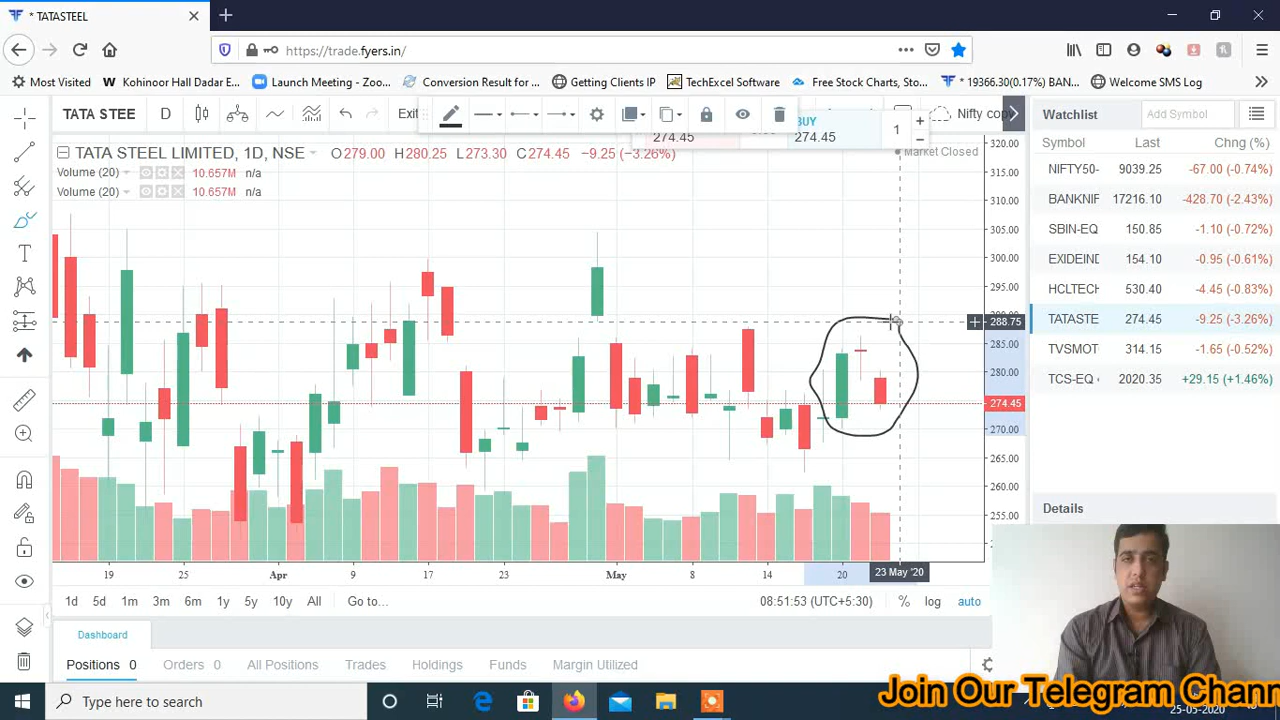 * TATASTEEL
https://trade.fyers.in/
Most Visited
Kohinoor Hall Dadar E...
Launch Meeting - Zoo...
Conversion Result for ...
Getting Clients IP
TechExcel Software
Free Stock Charts, Sto...
* 19366.30(0.17%) BAN...
Welcome SMS Log
TATA STEE
D
Exit
274.45
BUY
274.45
1
Nifty cop
TATA STEEL LIMITED, 1D, NSE
O279.00 H280.25 L273.30 C274.45 −9.25 (−3.26%)
Market Closed
Volume (20) 10.657M n/a
Volume (20) 10.657M n/a
320.00
315.00
310.00
305.00
300.00
295.00
288.75
285.00
280.00
274.45
270.00
265.00
260.00
255.00
19 25 Apr 9 17 23 May 8 14 20 23 May '20
1d 5d 1m 3m 6m 1y 5y 10y All Go to...
08:51:53 (UTC+5:30) % log auto
Watchlist
Add Symbol
Symbol Last Chng (%)
NIFTY50- 9039.25 -67.00 (-0.74%)
BANKNIF 17216.10 -428.70 (-2.43%)
SBIN-EQ 150.85 -1.10 (-0.72%)
EXIDEIND 154.10 -0.95 (-0.61%)
HCLTECH 530.40 -4.45 (-0.83%)
TATASTE 274.45 -9.25 (-3.26%)
TVSMOT 314.15 -1.65 (-0.52%)
TCS-EQ 2020.35 +29.15 (+1.46%)
Details
Dashboard
Positions 0
Orders 0
All Positions
Trades
Holdings
Funds
Margin Utilized
Type here to search
Join Our Telegram Chann
25-05-2020